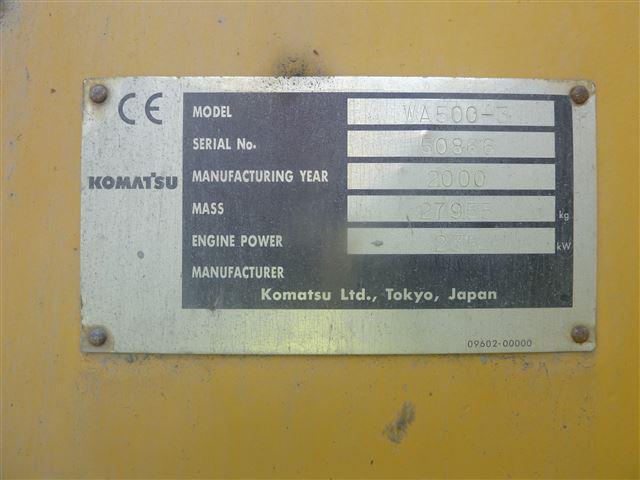 CE
KOMATSU
MODEL WA500-3
SERIAL No. 50866
MANUFACTURING YEAR 2000
MASS 27955 kg
ENGINE POWER kW
MANUFACTURER
Komatsu Ltd., Tokyo, Japan
09602-00000